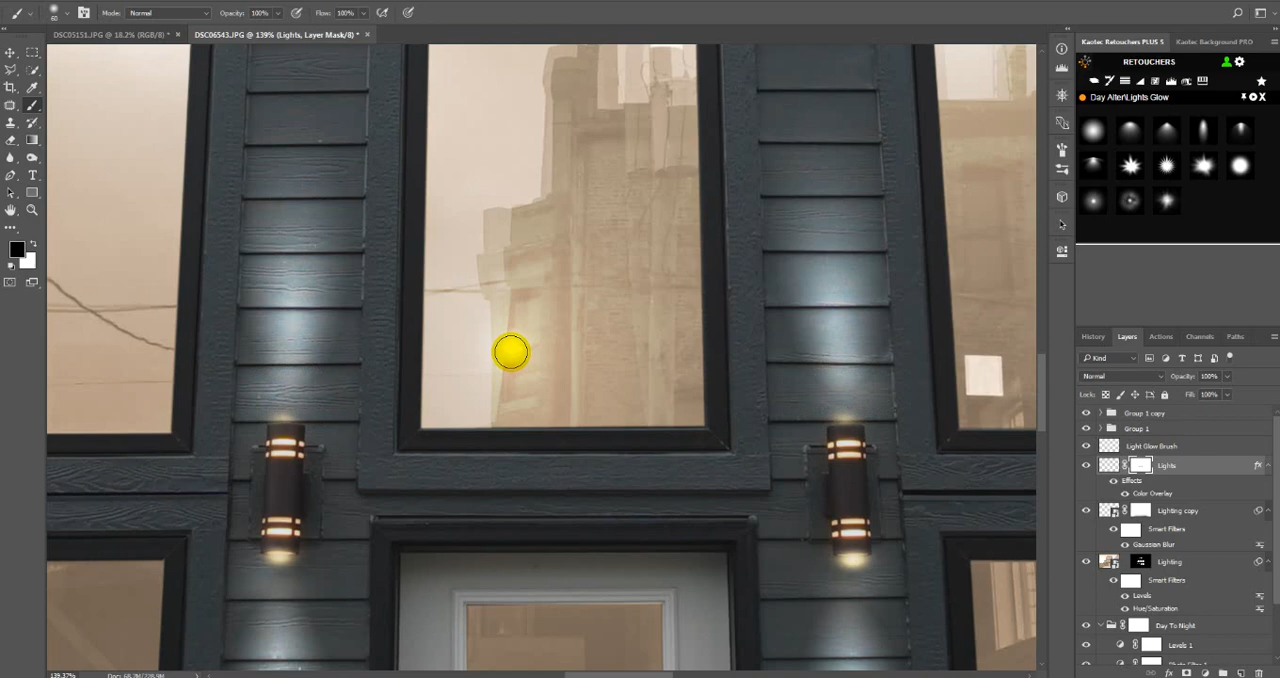 60
Mode: Normal
Opacity: 100%
Flow: 100%
DSC05151.JPG @ 18.2% (RGB/8) * ×
DSC06543.JPG @ 139% (Lights, Layer Mask/8) * ×
Kaotec Retouchers PLUS 5
Kaotec Background PRO
RETOUCHERS
Day After\Lights Glow
X
History
Layers
Actions
Channels
Paths
Kind
Normal
Opacity: 100%
Lock:
Fill: 100%
Group 1 copy
Group 1
Light Glow Brush
Lights
fx
Effects
Color Overlay
Lighting copy
Smart Filters
Gaussian Blur
Lighting
Smart Filters
Levels
Hue/Saturation
Day To Night
Levels 1
139.37%